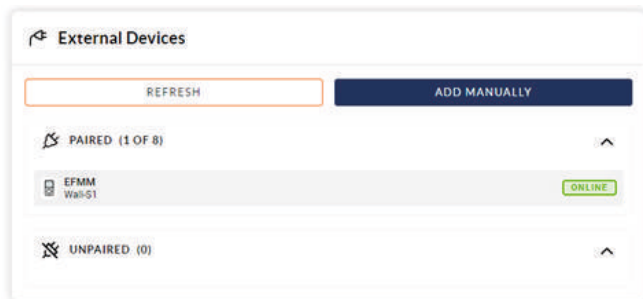 External Devices
REFRESH
ADD MANUALLY
PAIRED (1 OF 8)
EFMM
Wall-S1
ONLINE
UNPAIRED (0)